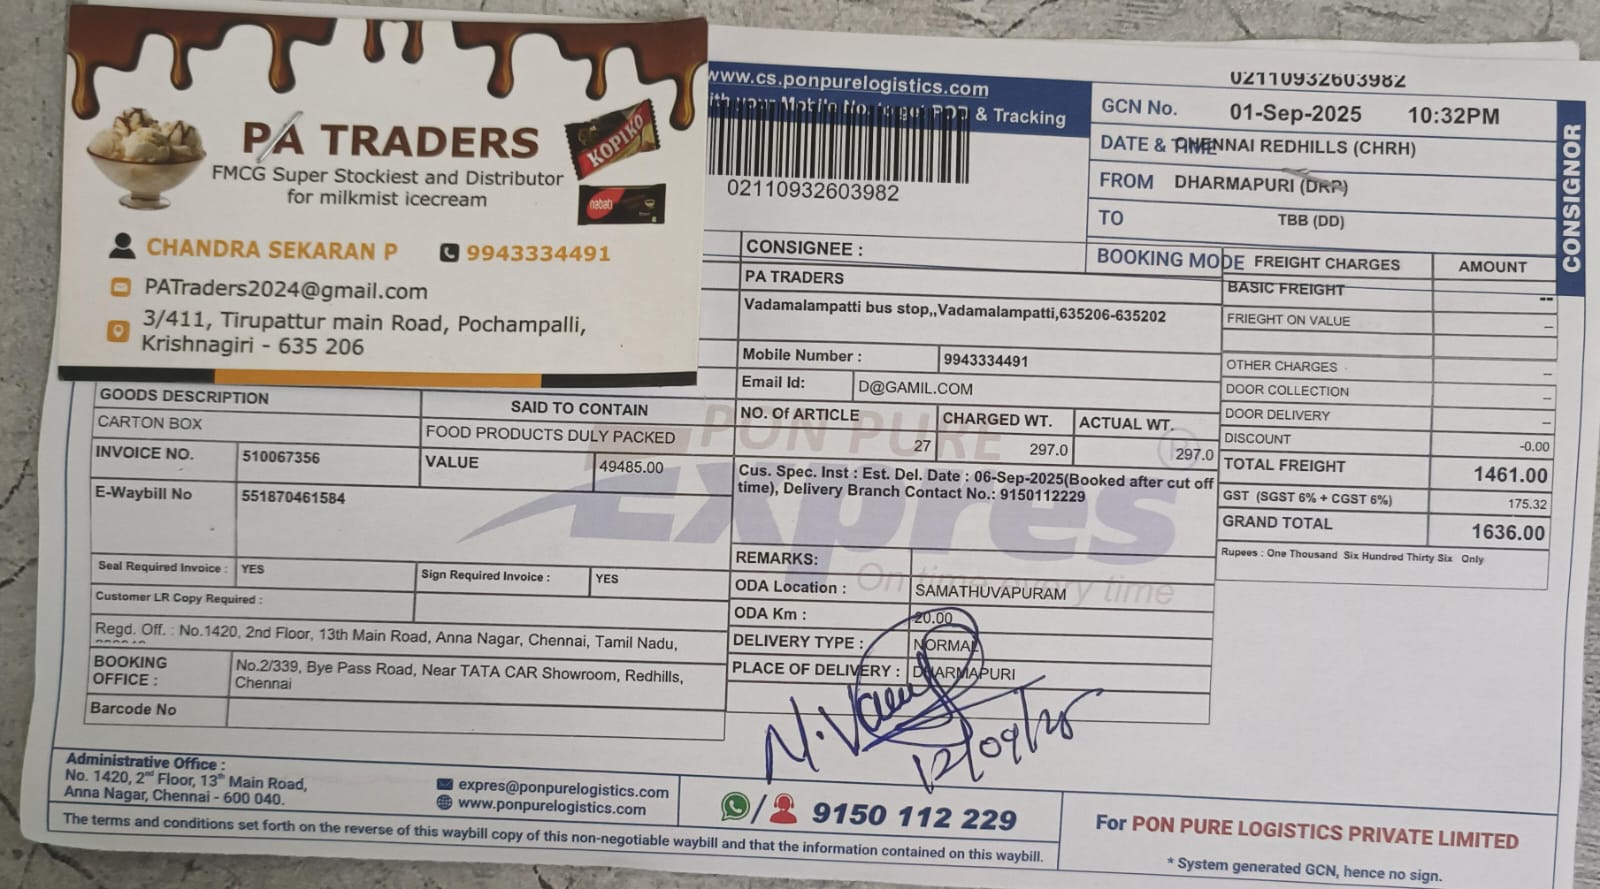 PA TRADERS
FMCG Super Stockiest and Distributor
for milkmist icecream
KOPIKO
nabati
CHANDRA SEKARAN P 9943334491
PATraders2024@gmail.com
3/411, Tirupattur main Road, Pochampalli,
Krishnagiri - 635 206
www.cs.ponpurelogistics.com
with your Mobile No. to get POD & Tracking
02110932603982
02110932603982
GCN No. 01-Sep-2025 10:32PM
DATE & TIME CHENNAI REDHILLS (CHRH)
FROM DHARMAPURI (DRP)
TO TBB (DD)
BOOKING MODE
CONSIGNOR
CONSIGNEE :
PA TRADERS
Vadamalampatti bus stop,,Vadamalampatti,635206-635202
Mobile Number : 9943334491
Email Id: D@GAMIL.COM
FREIGHT CHARGES AMOUNT
BASIC FREIGHT --
FRIEGHT ON VALUE --
OTHER CHARGES --
DOOR COLLECTION --
DOOR DELIVERY --
DISCOUNT -0.00
TOTAL FREIGHT 1461.00
GST (SGST 6% + CGST 6%) 175.32
GRAND TOTAL 1636.00
Rupees : One Thousand Six Hundred Thirty Six Only
GOODS DESCRIPTION SAID TO CONTAIN
CARTON BOX FOOD PRODUCTS DULY PACKED
INVOICE NO. 510067356 VALUE 49485.00
E-Waybill No 551870461584
NO. Of ARTICLE CHARGED WT. ACTUAL WT.
27 297.0 297.0
Cus. Spec. Inst : Est. Del. Date : 06-Sep-2025(Booked after cut off
time), Delivery Branch Contact No.: 9150112229
PON PURE
Expres
On time every time
Seal Required Invoice : YES Sign Required Invoice : YES
Customer LR Copy Required :
Regd. Off. : No.1420, 2nd Floor, 13th Main Road, Anna Nagar, Chennai, Tamil Nadu,
BOOKING OFFICE : No.2/339, Bye Pass Road, Near TATA CAR Showroom, Redhills,
Chennai
Barcode No
REMARKS:
ODA Location : SAMATHUVAPURAM
ODA Km : 20.00
DELIVERY TYPE : NORMAL
PLACE OF DELIVERY : DHARMAPURI
12/09/25
Administrative Office :
No. 1420, 2nd Floor, 13th Main Road,
Anna Nagar, Chennai - 600 040.
expres@ponpurelogistics.com
www.ponpurelogistics.com
9150 112 229
For PON PURE LOGISTICS PRIVATE LIMITED
* System generated GCN, hence no sign.
The terms and conditions set forth on the reverse of this waybill copy of this non-negotiable waybill and that the information contained on this waybill.